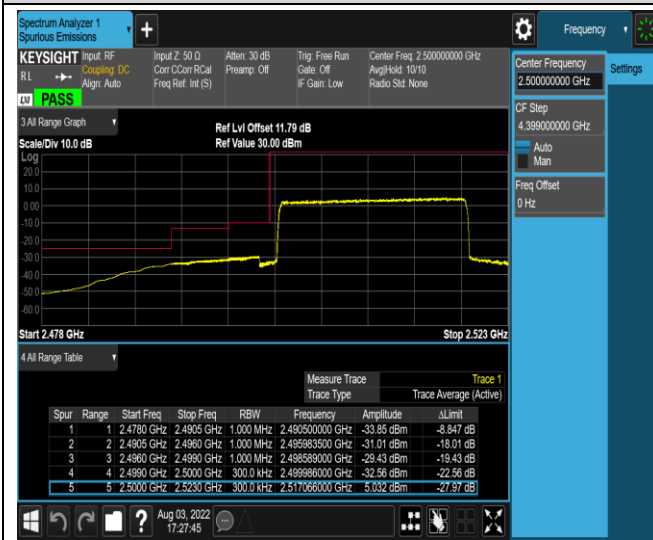 Spectrum Analyzer 1
Spurious Emissions
+
Frequency
KEYSIGHT Input: RF Input Z: 50 Ω Atten: 30 dB Trig: Free Run Center Freq: 2.500000000 GHz
R L Coupling: DC Corr CCorr RCal Preamp: Off Gate: Off Avg|Hold: 10/10
Align: Auto Freq Ref: Int (S) IF Gain: Low Radio Std: None
LXI PASS
Center Frequency
2.500000000 GHz
Settings
CF Step
4.399000000 GHz
Auto
Man
Freq Offset
0 Hz
3 All Range Graph
Ref Lvl Offset 11.79 dB
Scale/Div 10.0 dB Ref Value 30.00 dBm
Log
20.0
10.0
0.00
-10.0
-20.0
-30.0
-40.0
-50.0
-60.0
Start 2.478 GHz Stop 2.523 GHz
4 All Range Table
Measure Trace Trace 1
Trace Type Trace Average (Active)
Spur Range Start Freq Stop Freq RBW Frequency Amplitude ΔLimit
1 1 2.4780 GHz 2.4905 GHz 1.000 MHz 2.490500000 GHz -33.85 dBm -8.847 dB
2 2 2.4905 GHz 2.4960 GHz 1.000 MHz 2.495983500 GHz -31.01 dBm -18.01 dB
3 3 2.4960 GHz 2.4990 GHz 1.000 MHz 2.498589000 GHz -29.43 dBm -19.43 dB
4 4 2.4990 GHz 2.5000 GHz 300.0 kHz 2.499986000 GHz -32.56 dBm -22.56 dB
5 5 2.5000 GHz 2.5230 GHz 300.0 kHz 2.517066000 GHz 5.032 dBm -27.97 dB
? Aug 03, 2022
17:27:45